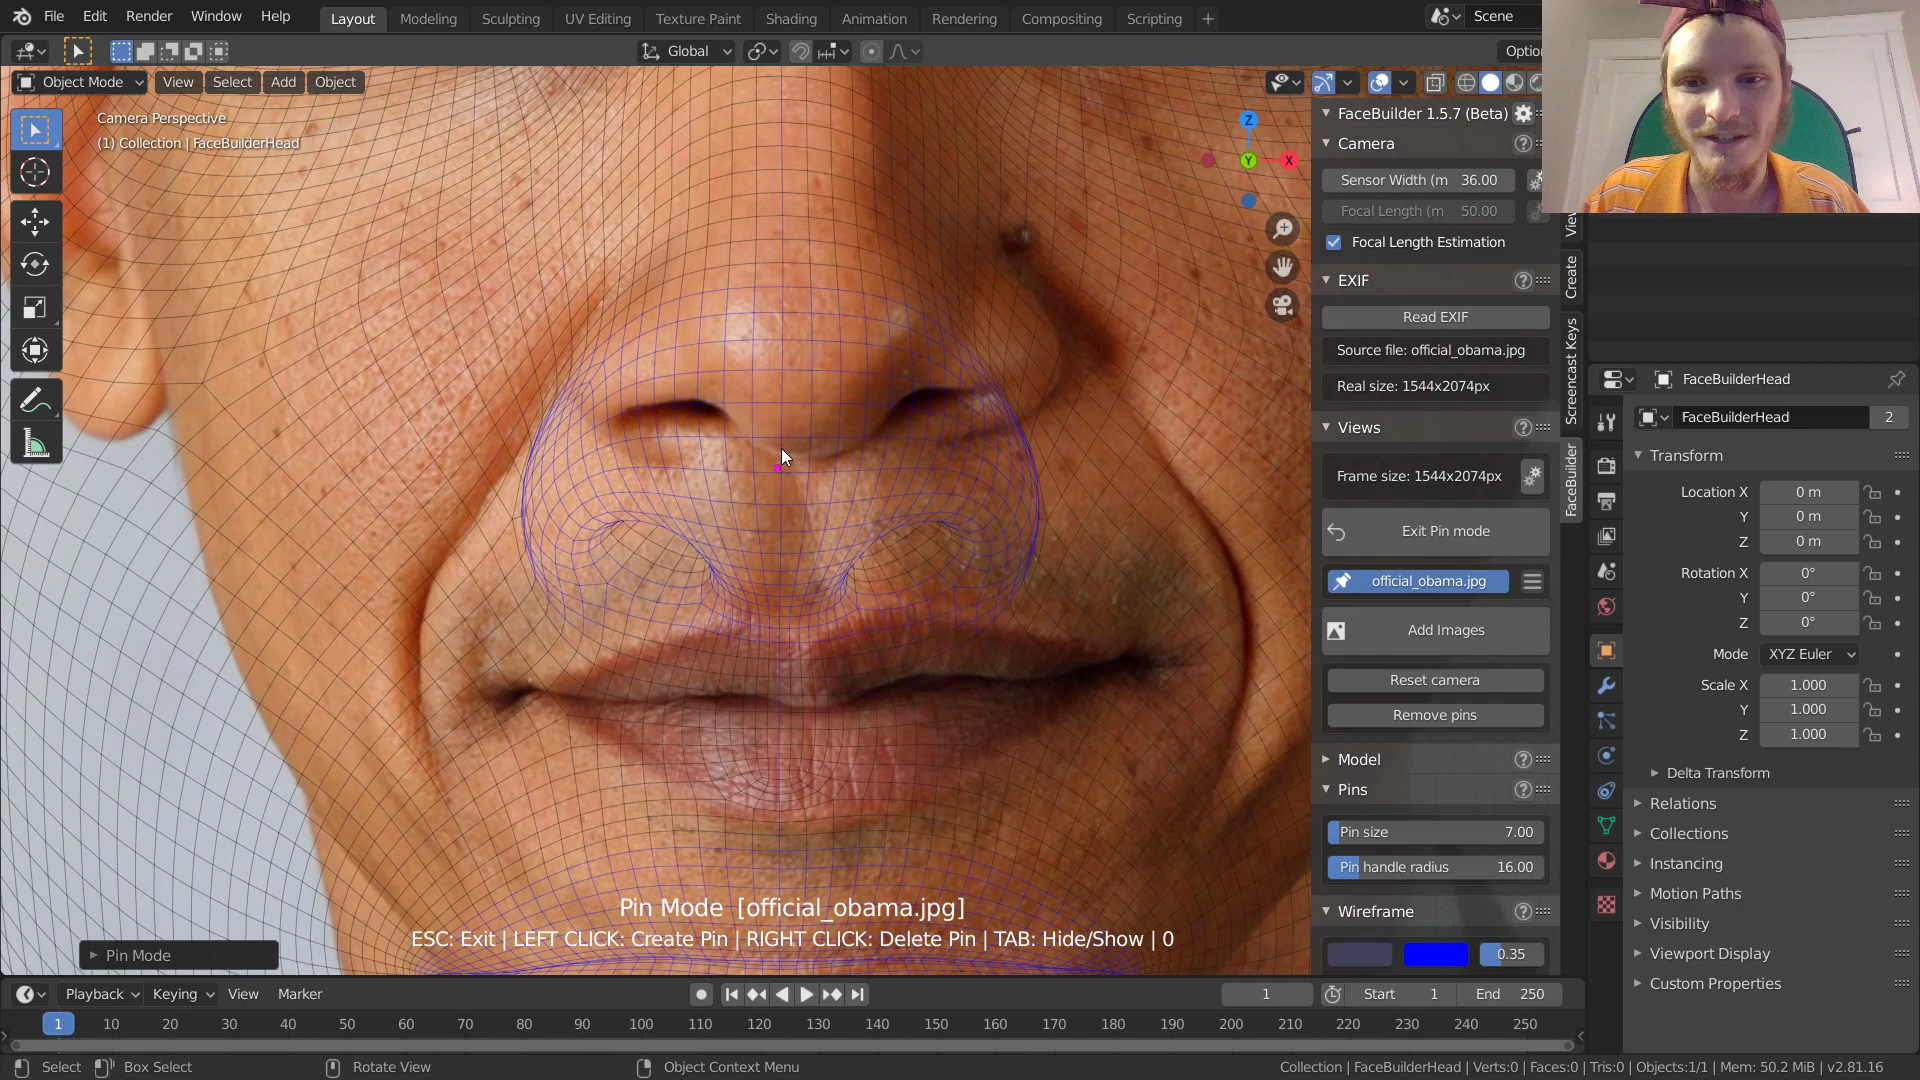 File Edit Render Window Help
Layout Modeling Sculpting UV Editing Texture Paint Shading Animation Rendering Compositing Scripting +
Scene
Global
Object Mode View Select Add Object
Camera Perspective
(1) Collection | FaceBuilderHead
Z
Y
X
FaceBuilder 1.5.7 (Beta)
Camera
Sensor Width (m 36.00
Focal Length (m 50.00
Focal Length Estimation
EXIF
Read EXIF
Source file: official_obama.jpg
Real size: 1544x2074px
Views
Frame size: 1544x2074px
Exit Pin mode
official_obama.jpg
Add Images
Reset camera
Remove pins
Model
Pins
Pin size 7.00
Pin handle radius 16.00
Wireframe
0.35
Create
Screencast Keys
FaceBuilder
FaceBuilderHead
FaceBuilderHead 2
Transform
Location X 0 m
Y 0 m
Z 0 m
Rotation X 0°
Y 0°
Z 0°
Mode XYZ Euler
Scale X 1.000
Y 1.000
Z 1.000
Delta Transform
Relations
Collections
Instancing
Motion Paths
Visibility
Viewport Display
Custom Properties
Pin Mode [official_obama.jpg]
ESC: Exit | LEFT CLICK: Create Pin | RIGHT CLICK: Delete Pin | TAB: Hide/Show | 0
Pin Mode
Playback Keying View Marker
1 Start 1 End 250
1 10 20 30 40 50 60 70 80 90 100 110 120 130 140 150 160 170 180 190 200 210 220 230 240 250
Select Box Select Rotate View Object Context Menu
Collection | FaceBuilderHead | Verts:0 | Faces:0 | Tris:0 | Objects:1/1 | Mem: 50.2 MiB | v2.81.16